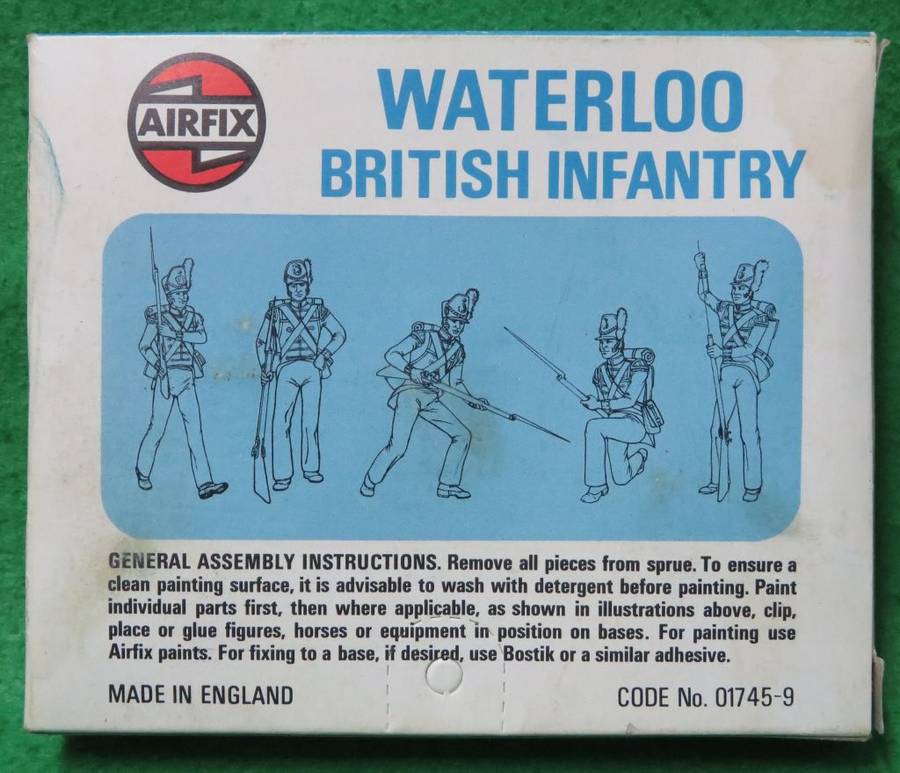 AIRFIX
WATERLOO
BRITISH INFANTRY
GENERAL ASSEMBLY INSTRUCTIONS. Remove all pieces from sprue. To ensure a
clean painting surface, it is advisable to wash with detergent before painting. Paint
individual parts first, then where applicable, as shown in illustrations above, clip,
place or glue figures, horses or equipment in position on bases. For painting use
Airfix paints. For fixing to a base, if desired, use Bostik or a similar adhesive.
MADE IN ENGLAND
CODE No. 01745-9